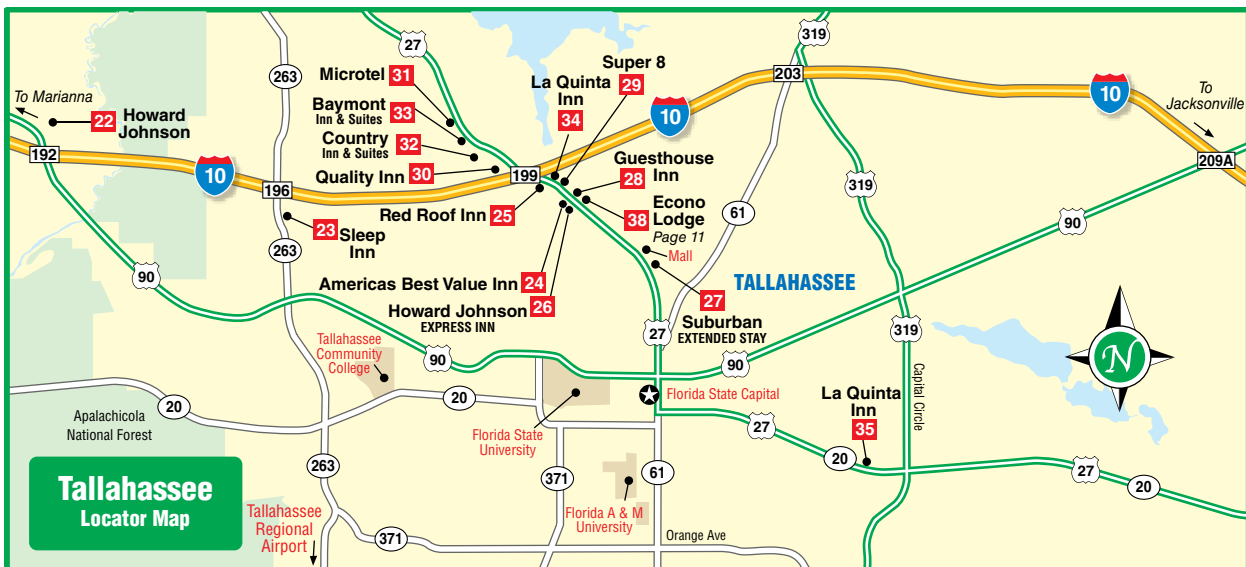 319
27
263
Super 8
29
La Quinta
Inn
34
203
Microtel 31
10
10
To
Jacksonville
To Marianna
22 Howard
Johnson
Baymont
Inn & Suites
33
Country
Inn & Suites
32
Quality Inn 30
199
Guesthouse
Inn
28
192
10
196
209A
319
Red Roof Inn 25
38 Econo
Lodge
Page 11
Mall
61
90
23 Sleep
Inn
263
90
Americas Best Value Inn 24
Howard Johnson 26
EXPRESS INN
27
Suburban
EXTENDED STAY
TALLAHASSEE
27
319
N
Tallahassee
Community
College
90
90
Capital Circle
20
Apalachicola
National Forest
20
Florida State Capital
La Quinta
Inn
35
Florida State
University
27
20
27
20
263
371
61
Tallahassee
Locator Map
Tallahassee
Regional
Airport
Florida A & M
University
371
Orange Ave